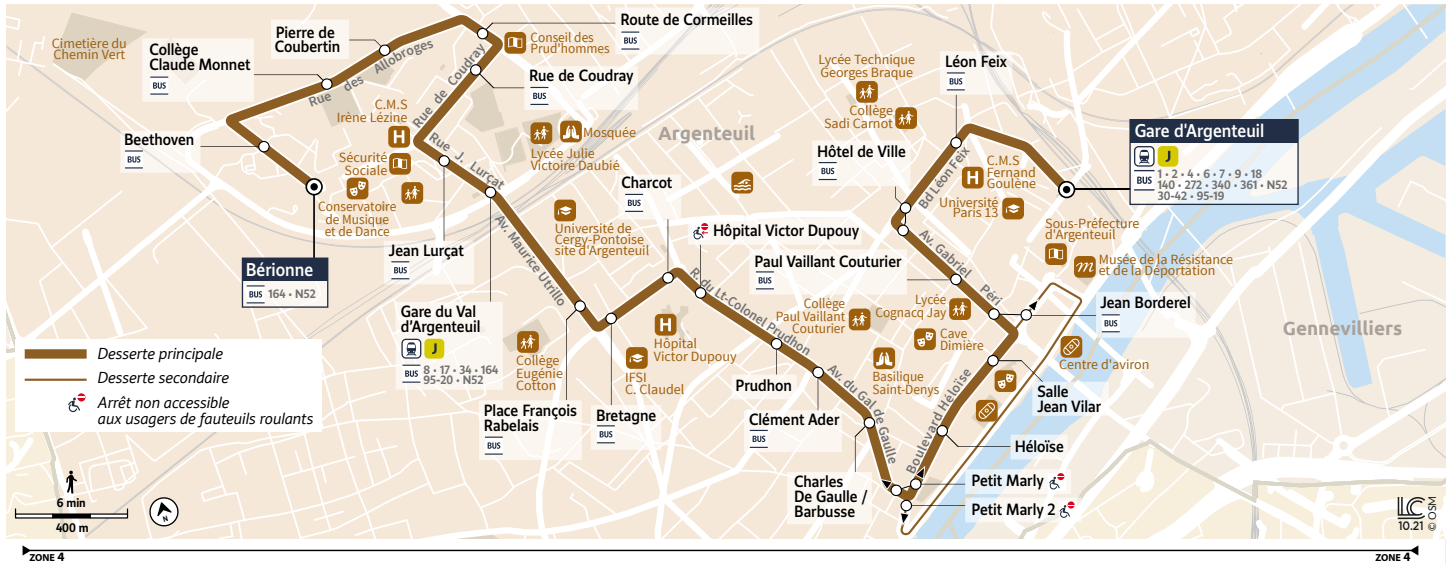 Cimetière du
Chemin Vert
Collège
Claude Monnet
BUS
Pierre de
Coubertin
Rue des Allobroges
Route de Cormeilles
BUS
Conseil des
Prud'hommes
Rue de Coudray
BUS
Rue de Coudray
Beethoven
BUS
C.M.S
Irène Lézine
Sécurité
Sociale
Conservatoire
de Musique
et de Dance
Rue J. Lurçat
Lycée Julie
Victoire Daubié
Mosquée
Argenteuil
Bérionne
BUS 164 • N52
Jean Lurçat
BUS
Av. Maurice Utrillo
Université de
Cergy-Pontoise
site d'Argenteuil
Charcot
BUS
Hôpital Victor Dupouy
BUS
Gare du Val
d'Argenteuil
J
BUS 8 • 17 • 34 • 164
95-20 • N52
Collège
Eugénie
Cotton
Place François
Rabelais
BUS
IFSI
C. Claudel
Bretagne
BUS
Hôpital
Victor Dupouy
R. du Lt-Colonel Prudhon
Prudhon
Clément Ader
BUS
Av. du Gal de Gaulle
Collège
Paul Vaillant
Couturier
Basilique
Saint-Denys
Charles
De Gaulle /
Barbusse
Lycée Technique
Georges Braque
Collège
Sadi Carnot
Léon Feix
BUS
Hôtel de Ville
BUS
Bd Léon Feix
C.M.S
Fernand
Goulène
Université
Paris 13
Gare d'Argenteuil
J
BUS 1 • 2 • 4 • 6 • 7 • 9 • 18
140 • 272 • 340 • 361 • N52
30-42 • 95-19
Sous-Préfecture
d'Argenteuil
Musée de la Résistance
et de la Déportation
Paul Vaillant Couturier
BUS
Av. Gabriel Péri
Lycée
Cognacq Jay
Cave
Dimière
Jean Borderel
BUS
Gennevilliers
Centre d'aviron
Salle
Jean Vilar
Boulevard Héloïse
Héloïse
Petit Marly
Petit Marly 2
Desserte principale
Desserte secondaire
Arrêt non accessible
aux usagers de fauteuils roulants
6 min
400 m
N
LC
10.21
© OSM
ZONE 4
ZONE 4